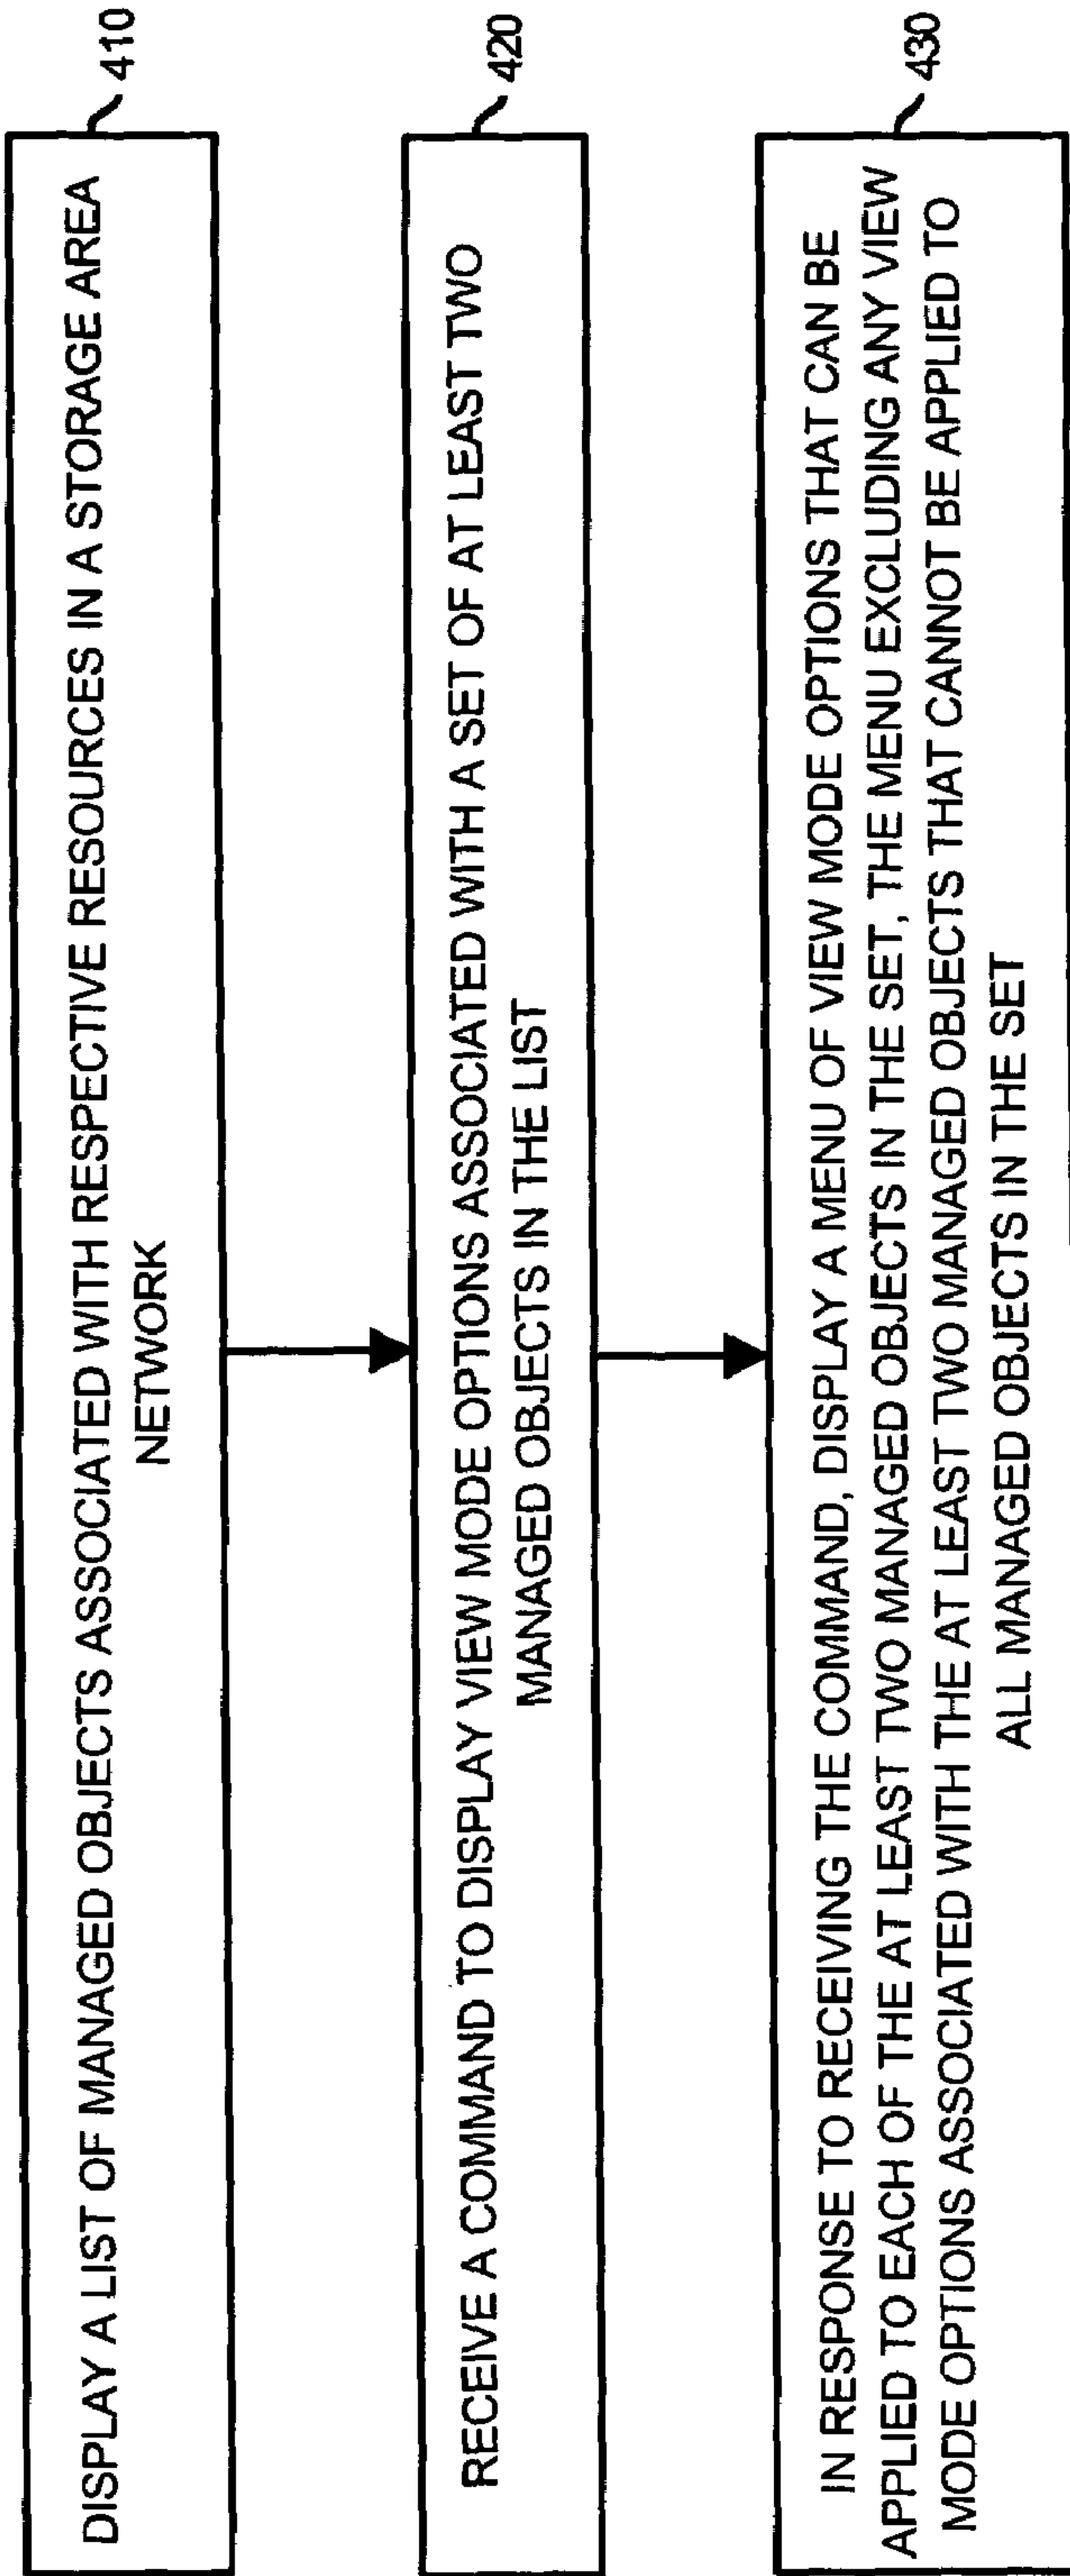 DISPLAY A LIST OF MANAGED OBJECTS ASSOCIATED WITH RESPECTIVE RESOURCES IN A STORAGE AREA
NETWORK
410
RECEIVE A COMMAND TO DISPLAY VIEW MODE OPTIONS ASSOCIATED WITH A SET OF AT LEAST TWO
MANAGED OBJECTS IN THE LIST
420
IN RESPONSE TO RECEIVING THE COMMAND, DISPLAY A MENU OF VIEW MODE OPTIONS THAT CAN BE
APPLIED TO EACH OF THE AT LEAST TWO MANAGED OBJECTS IN THE SET, THE MENU EXCLUDING ANY VIEW
MODE OPTIONS ASSOCIATED WITH THE AT LEAST TWO MANAGED OBJECTS THAT CANNOT BE APPLIED TO
ALL MANAGED OBJECTS IN THE SET
430